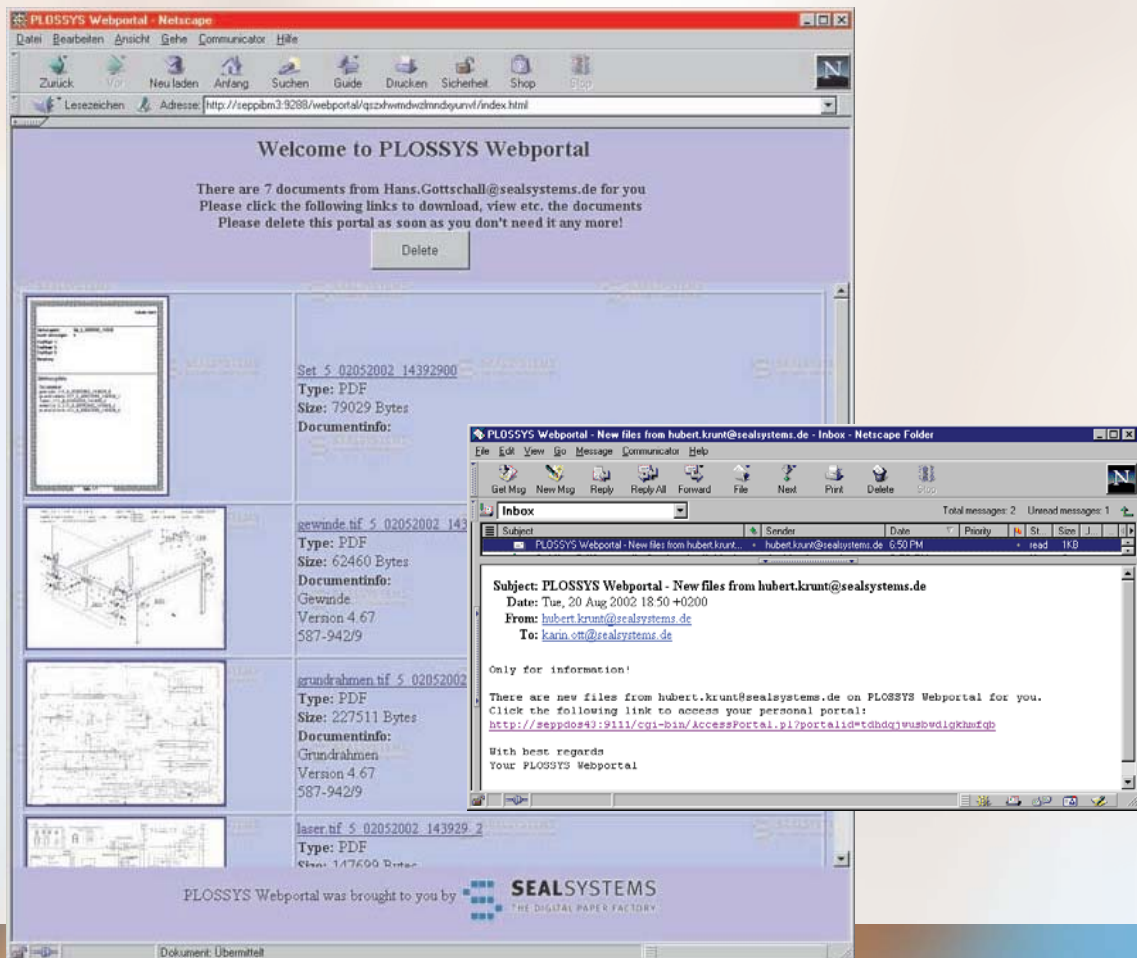 PLOSSYS Webportal - Netscape
Datei Bearbeiten Ansicht Gehe Communicator Hilfe
Zurück Vor Neu laden Anfang Suchen Guide Drucken Sicherheit Shop Stop
Lesezeichen Adresse: http://seppibm3:9288/webportal/
Welcome to PLOSSYS Webportal
There are 7 documents from Hans.Gottschall@sealsystems.de for you
Please click the following links to download, view etc. the documents
Please delete this portal as soon as you don't need it any more!
Delete
Set_5_02052002_14392900
Type: PDF
Size: 79029 Bytes
Documentinfo:
gewinde.tif_5_02052002_143
Type: PDF
Size: 62460 Bytes
Documentinfo:
Gewinde
Version 4.67
587-942/9
grundrahmen.tif_5_02052002
Type: PDF
Size: 227511 Bytes
Documentinfo:
Grundrahmen
Version 4.67
587-942/9
laser.tif_5_02052002_143929_2
Type: PDF
Size: 147699 Bytes
PLOSSYS Webportal was brought to you by SEALSYSTEMS
THE DIGITAL PAPER FACTORY
Dokument: Übermittelt
PLOSSYS Webportal - New files from hubert.krunt@sealsystems.de - Inbox - Netscape Folder
File Edit View Go Message Communicator Help
Get Msg New Msg Reply Reply All Forward File Next Print Delete Stop
Inbox Total messages: 2 Unread messages: 1
Subject Sender Date Priority St... Size J...
PLOSSYS Webportal - New files from hubert.krunt... hubert.krunt@sealsystems.de 6:50 PM read 1KB
Subject: PLOSSYS Webportal - New files from hubert.krunt@sealsystems.de
Date: Tue, 20 Aug 2002 18:50 +0200
From: hubert.krunt@sealsystems.de
To: karin.ott@sealsystems.de
Only for information!
There are new files from hubert.krunt@sealsystems.de on PLOSSYS Webportal for you.
Click the following link to access your personal portal:
http://seppdos43:9111/cgi-bin/AccessPortal.pl?portalid=tdhdqjwusbwdlgkhmfqb
With best regards
Your PLOSSYS Webportal